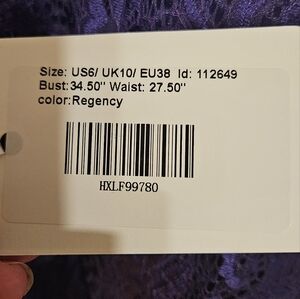 Size: US6/ UK10/ EU38 Id: 112649
Bust:34.50'' Waist: 27.50''
color:Regency
HXLF99780